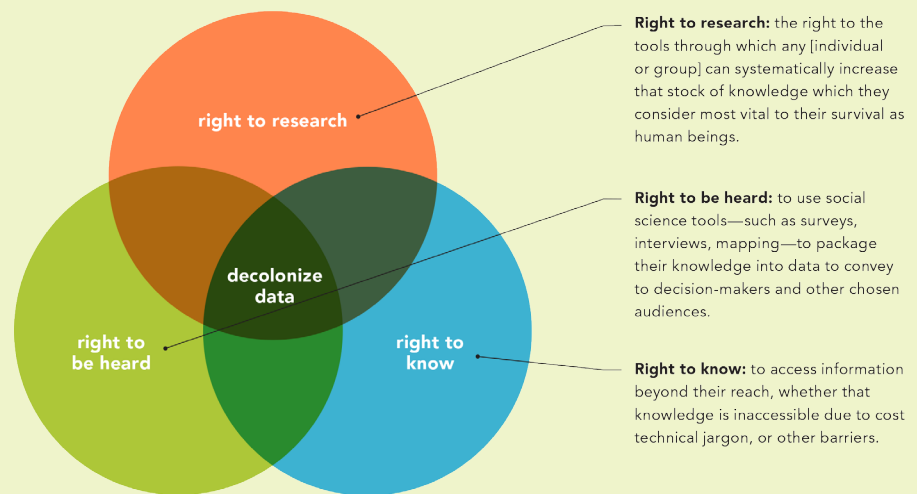 right to research
decolonize
data
right to
be heard
right to
know
Right to research: the right to the
tools through which any [individual
or group] can systematically increase
that stock of knowledge which they
consider most vital to their survival as
human beings.
Right to be heard: to use social
science tools—such as surveys,
interviews, mapping—to package
their knowledge into data to convey
to decision-makers and other chosen
audiences.
Right to know: to access information
beyond their reach, whether that
knowledge is inaccessible due to cost
technical jargon, or other barriers.